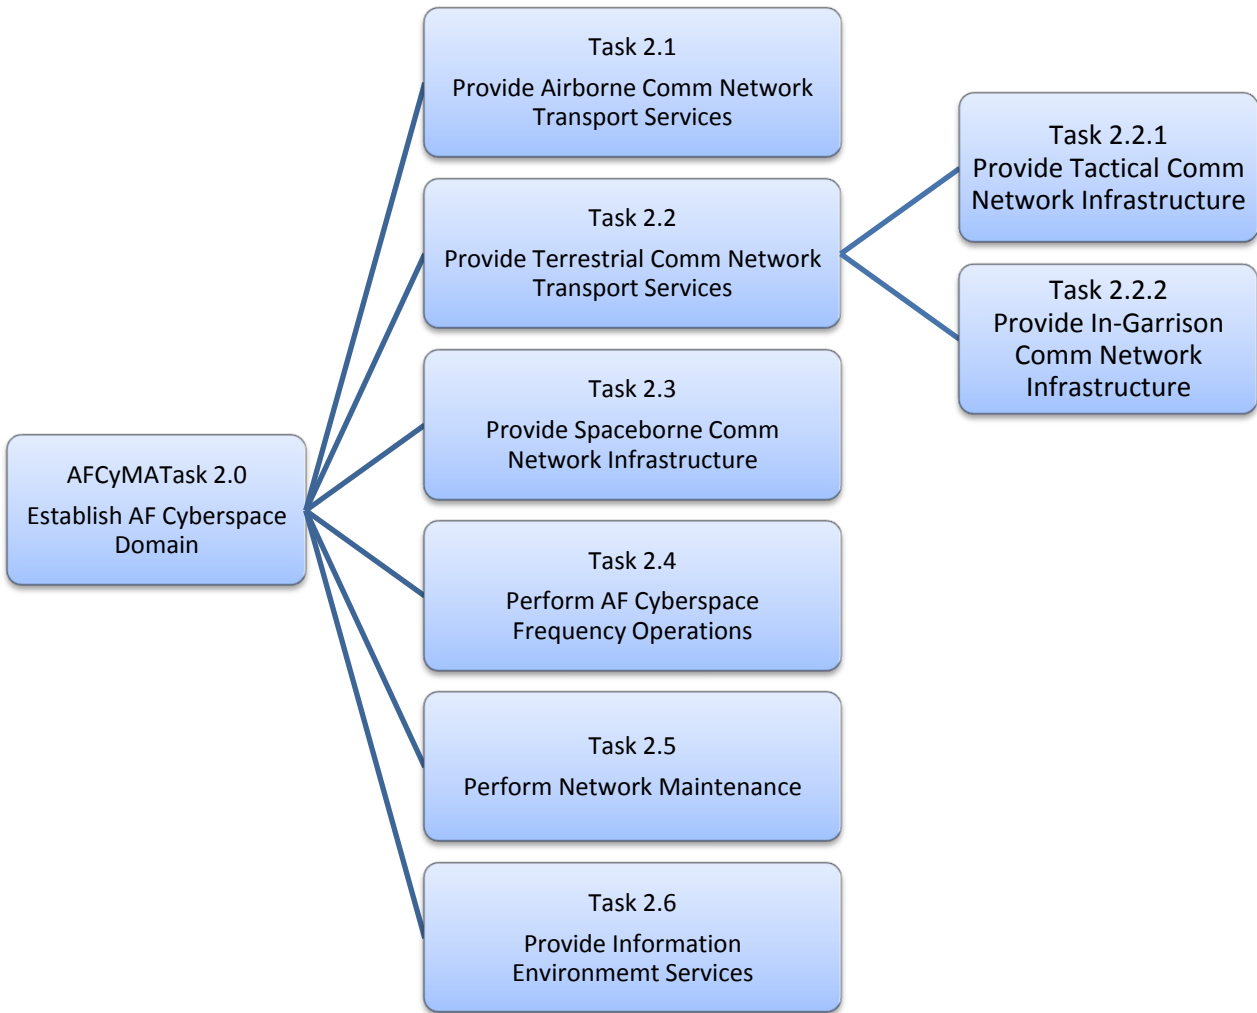 Task 2.1
Provide Airborne Comm Network
Transport Services
Task 2.2
Provide Terrestrial Comm Network
Transport Services
Task 2.2.1
Provide Tactical Comm
Network Infrastructure
Task 2.2.2
Provide In-Garrison
Comm Network
Infrastructure
Task 2.3
Provide Spaceborne Comm
Network Infrastructure
AFCyMATask 2.0
Establish AF Cyberspace
Domain
Task 2.4
Perform AF Cyberspace
Frequency Operations
Task 2.5
Perform Network Maintenance
Task 2.6
Provide Information
Environmemt Services